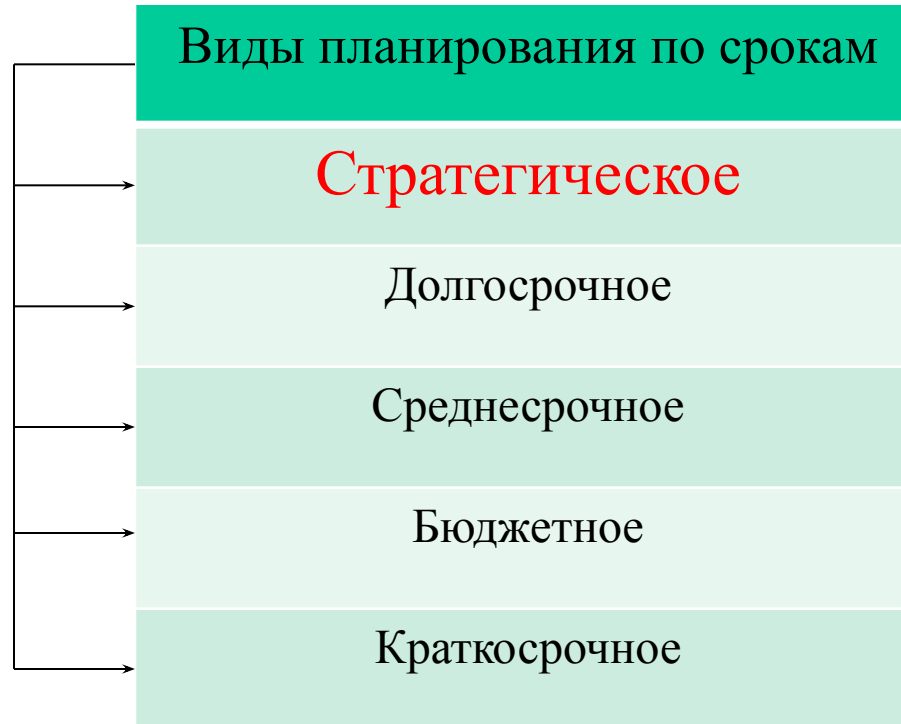 Виды планирования по срокам
Стратегическое
Долгосрочное
Среднесрочное
Бюджетное
Краткосрочное